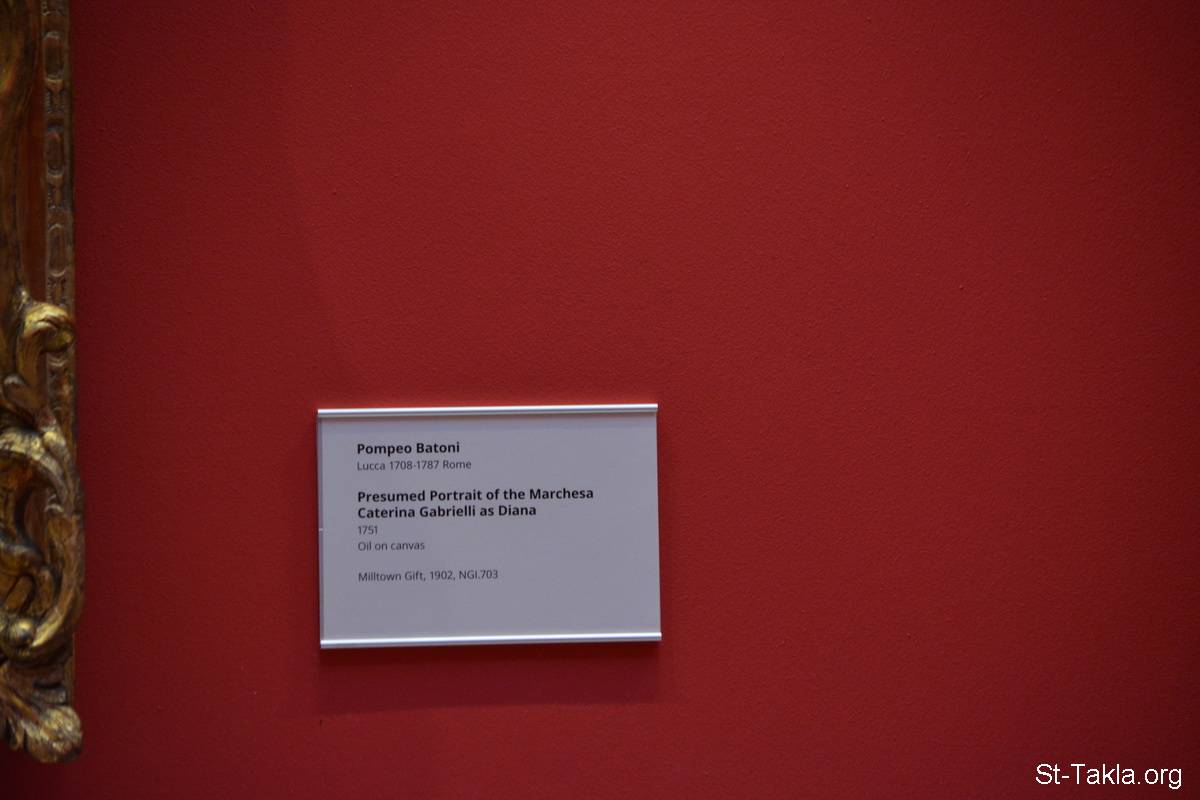 Pompeo Batoni
Lucca 1708-1787 Rome
Presumed Portrait of the Marchesa
Caterina Gabrielli as Diana
1751
Oil on canvas
Milltown Gift, 1902, NGI.703
St-Takla.org